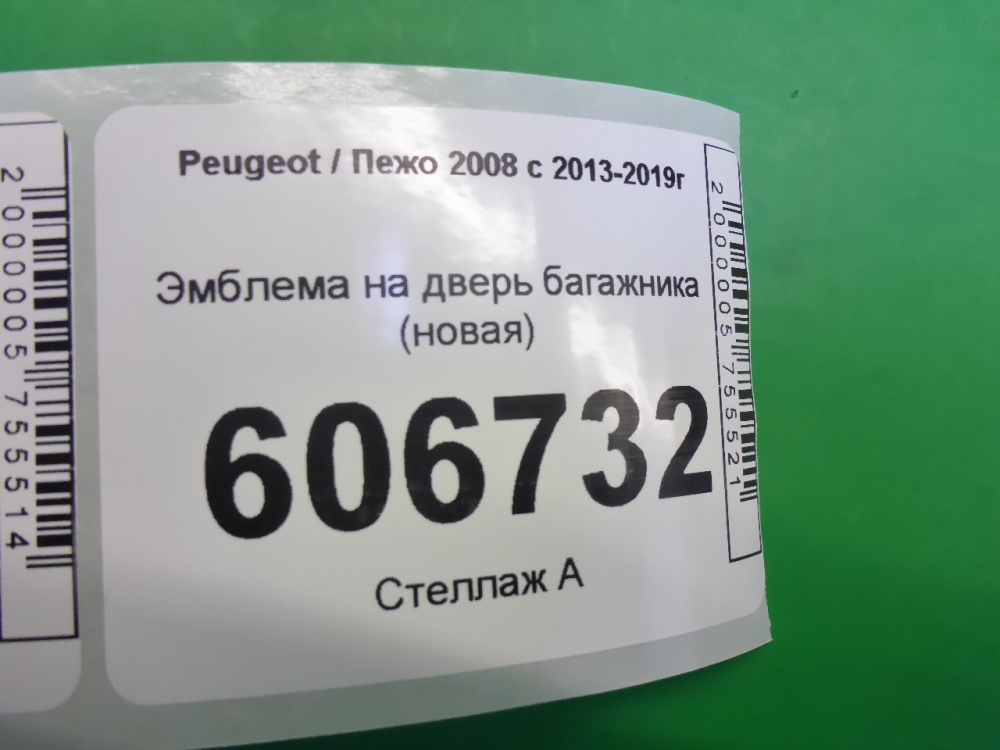 2000005755514
Peugeot / Пежо 2008 с 2013-2019г
Эмблема на дверь багажника
(новая)
606732
Стеллаж А
2000005755521